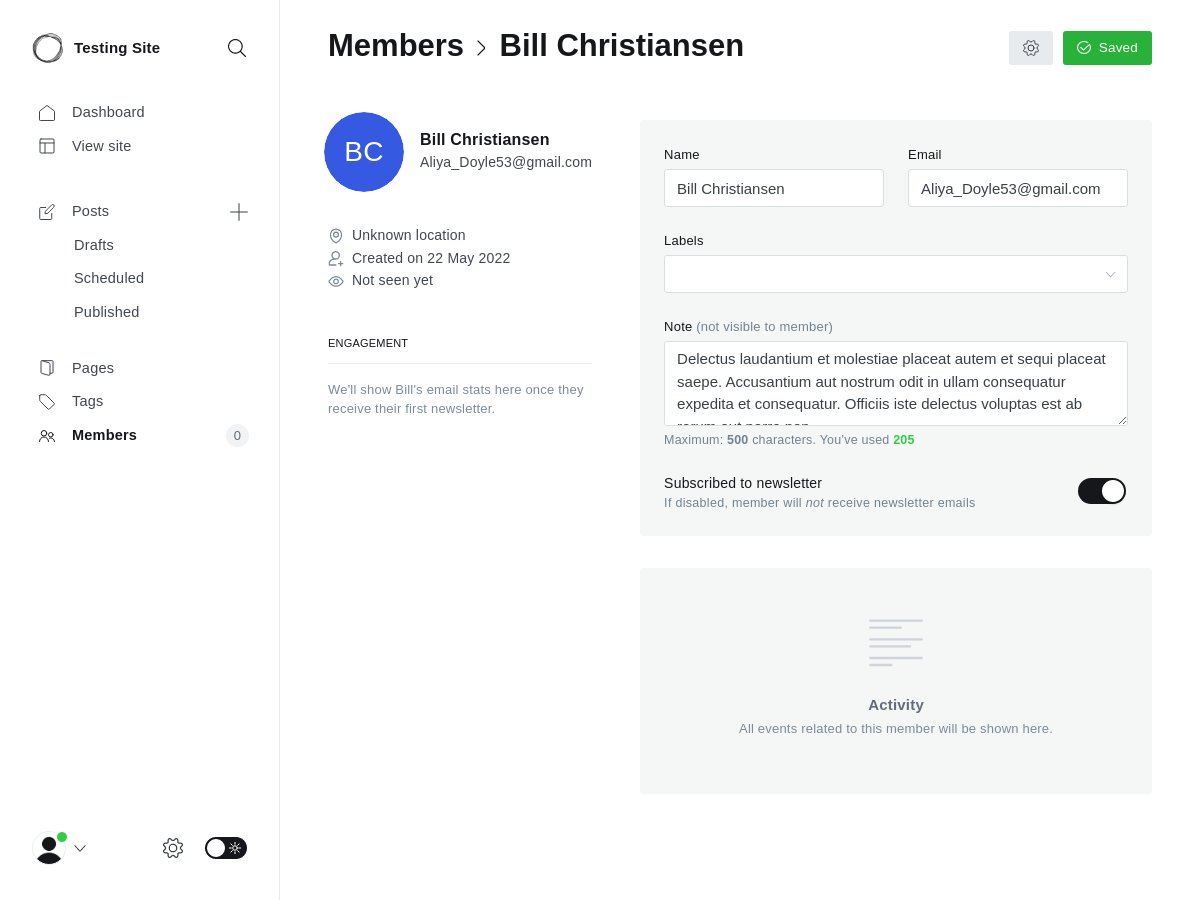 Testing Site
Dashboard
View site
Posts
Drafts
Scheduled
Published
Pages
Tags
Members
0
Members
Bill Christiansen
Saved
BC
Bill Christiansen
Aliya_Doyle53@gmail.com
Unknown location
Created on 22 May 2022
Not seen yet
ENGAGEMENT
We'll show Bill's email stats here once they
receive their first newsletter.
Name
Email
Bill Christiansen
Aliya_Doyle53@gmail.com
Labels
Note (not visible to member)
Delectus laudantium et molestiae placeat autem et sequi placeat
saepe. Accusantium aut nostrum odit in ullam consequatur
expedita et consequatur. Officiis iste delectus voluptas est ab
Maximum: 500 characters. You’ve used 205
Subscribed to newsletter
If disabled, member will not receive newsletter emails
Activity
All events related to this member will be shown here.